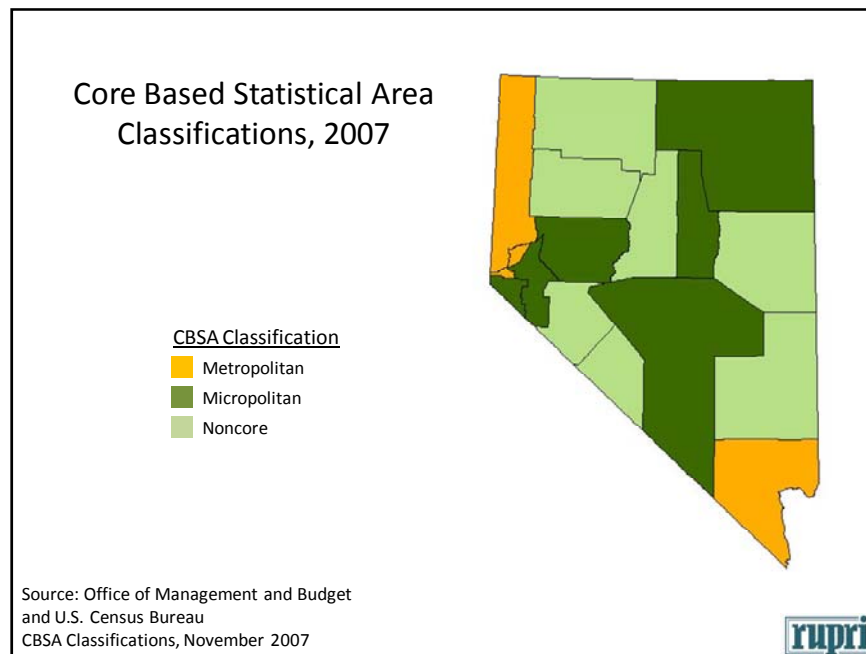 Core Based Statistical Area
Classifications, 2007
CBSA Classification
Metropolitan
Micropolitan
Noncore
Source: Office of Management and Budget
and U.S. Census Bureau
CBSA Classifications, November 2007
rupri